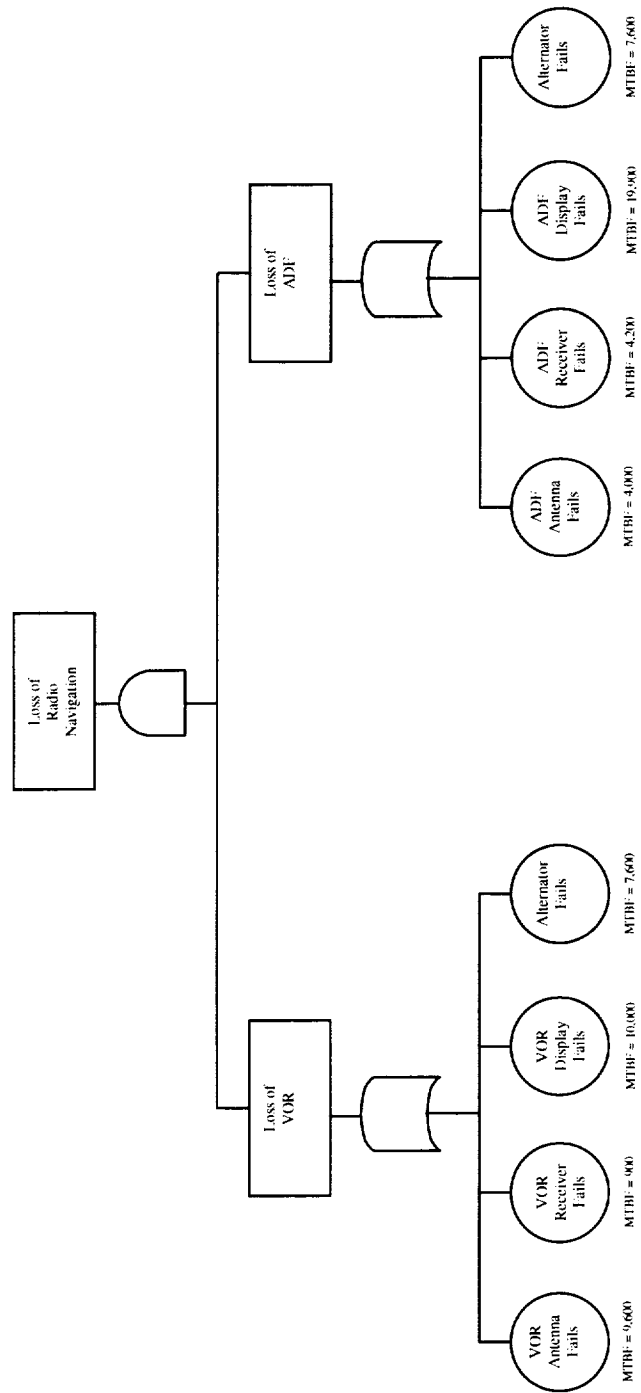 Loss of
Radio
Navigation
Loss of
VOR
Loss of
ADF
VOR
Antenna
Fails
VOR
Receiver
Fails
VOR
Display
Fails
Alternator
Fails
ADF
Antenna
Fails
ADF
Receiver
Fails
ADF
Display
Fails
Alternator
Fails
MTBF = 9,600
MTBF = 900
MTBF = 10,000
MTBF = 7,600
MTBF = 4,000
MTBF = 4,200
MTBF = 19,900
MTBF = 7,600